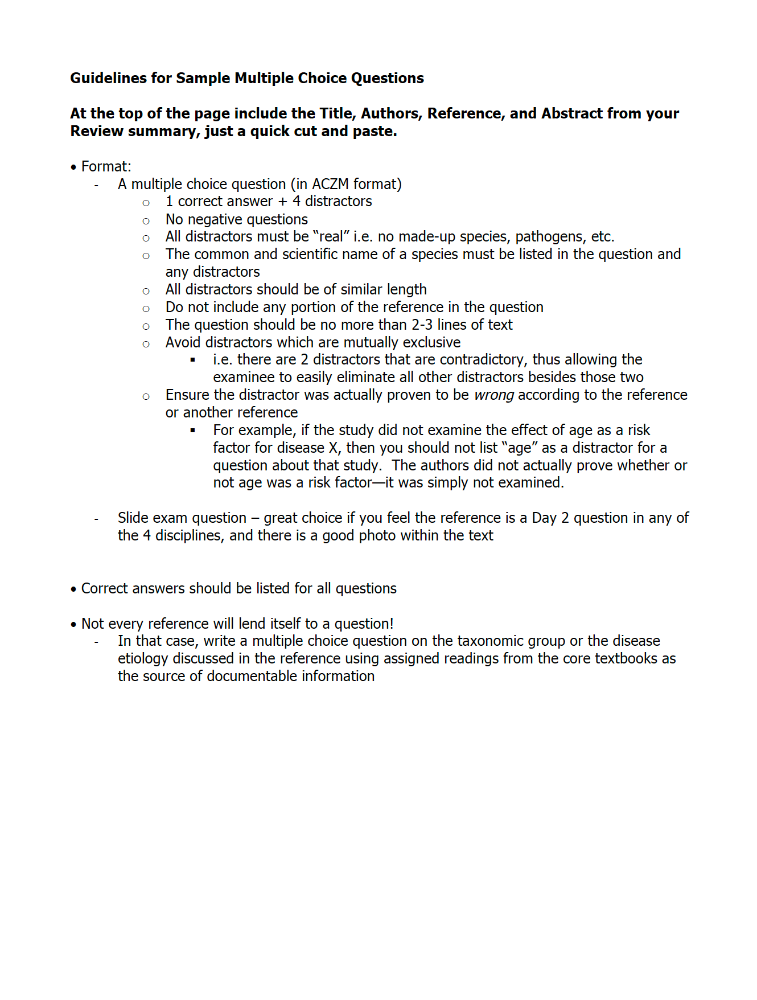 Guidelines for Sample Multiple Choice Questions
At the top of the page include the Title, Authors, Reference, and Abstract from your
Review summary, just a quick cut and paste.
• Format:
- A multiple choice question (in ACZM format)
○ 1 correct answer + 4 distractors
○ No negative questions
○ All distractors must be “real” i.e. no made-up species, pathogens, etc.
○ The common and scientific name of a species must be listed in the question and
any distractors
○ All distractors should be of similar length
○ Do not include any portion of the reference in the question
○ The question should be no more than 2-3 lines of text
○ Avoid distractors which are mutually exclusive
▪ i.e. there are 2 distractors that are contradictory, thus allowing the
examinee to easily eliminate all other distractors besides those two
○ Ensure the distractor was actually proven to be wrong according to the reference
or another reference
▪ For example, if the study did not examine the effect of age as a risk
factor for disease X, then you should not list “age” as a distractor for a
question about that study.  The authors did not actually prove whether or
not age was a risk factor—it was simply not examined.
- Slide exam question – great choice if you feel the reference is a Day 2 question in any of
the 4 disciplines, and there is a good photo within the text
• Correct answers should be listed for all questions
• Not every reference will lend itself to a question!
- In that case, write a multiple choice question on the taxonomic group or the disease
etiology discussed in the reference using assigned readings from the core textbooks as
the source of documentable information